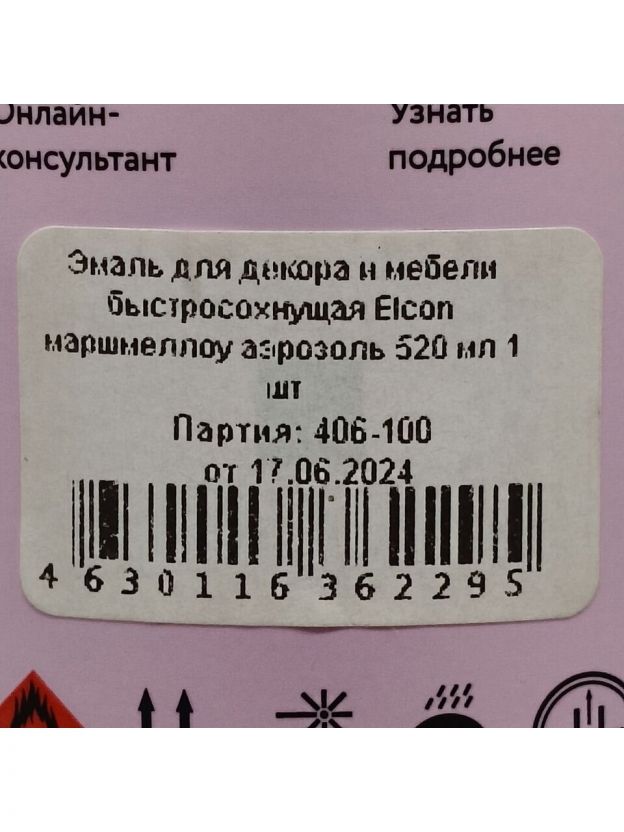 Онлайн-
консультант
Узнать
подробнее
Эмаль для декора и мебели
быстросохнущая Elcon
маршмеллоу аэрозоль 520 мл 1
шт
Партия: 406-100
от 17.06.2024
4 630116 362295